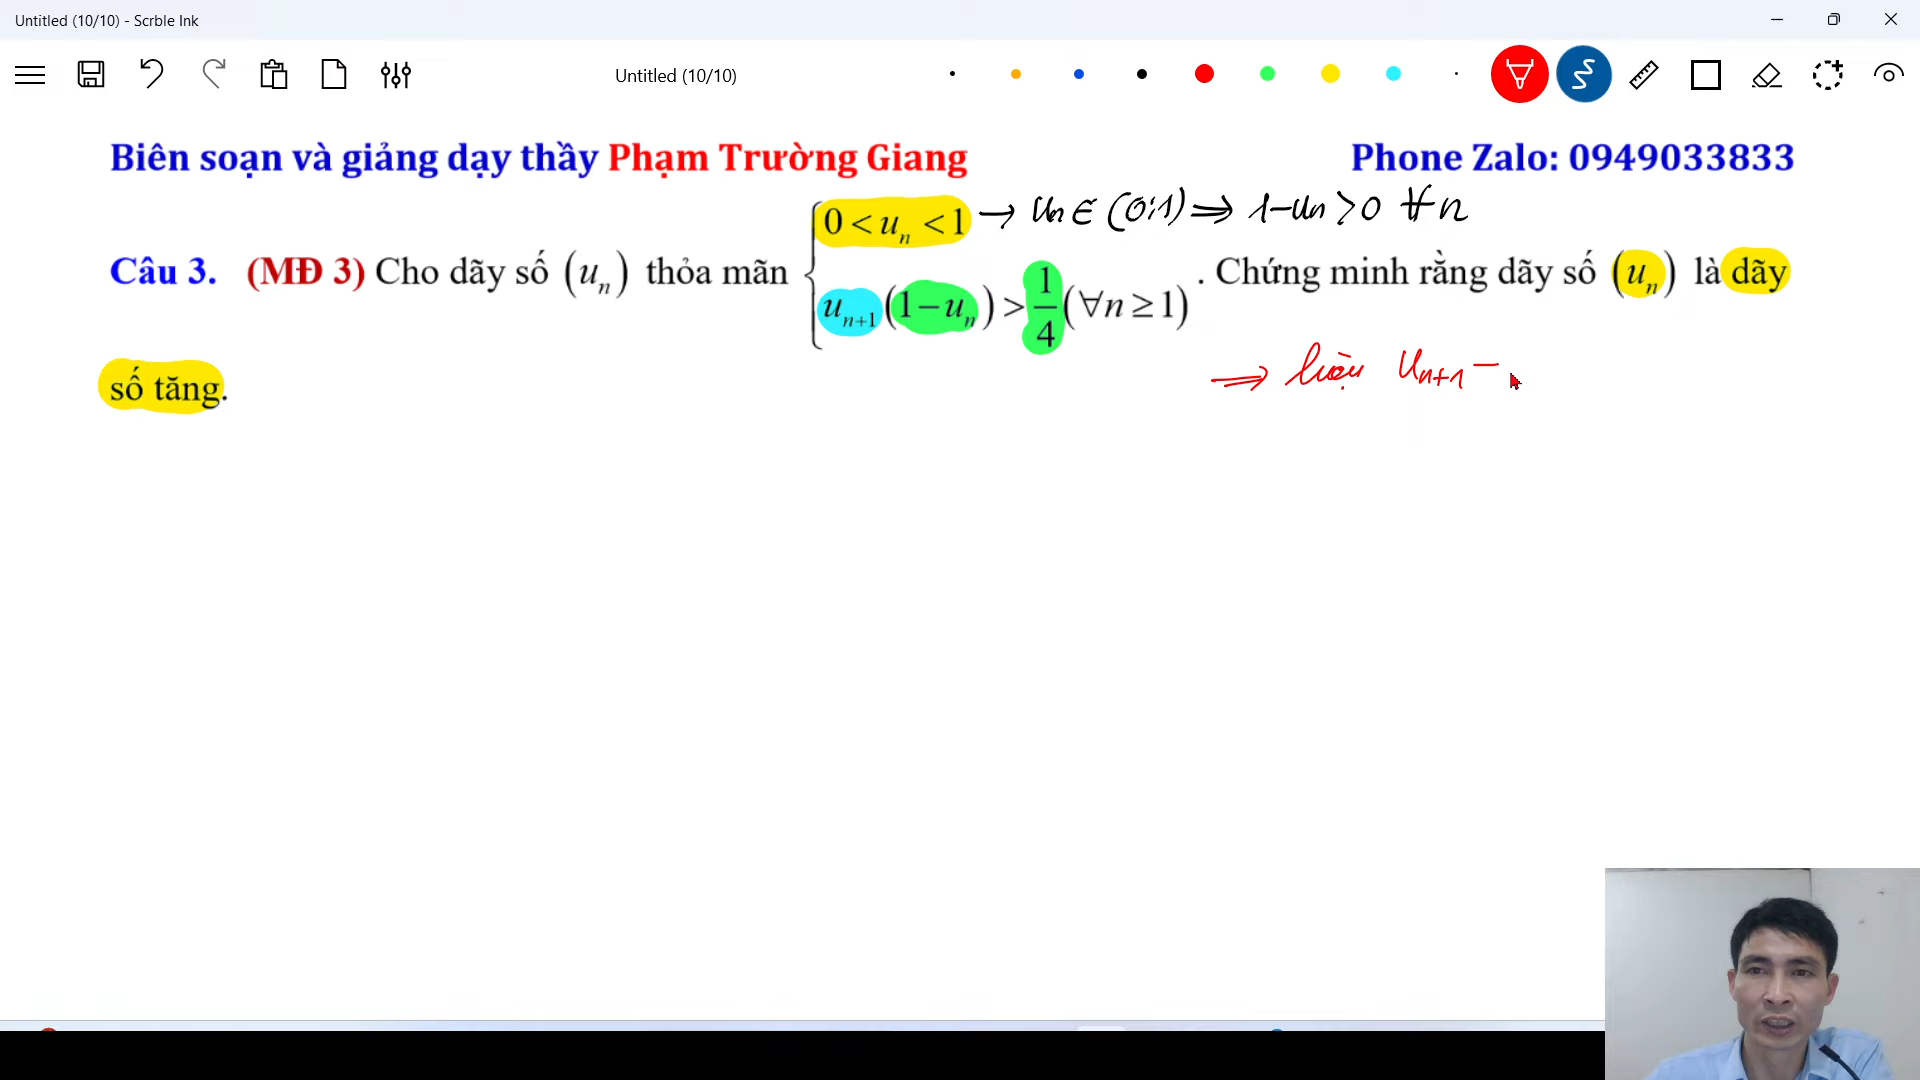 Untitled (10/10) - Scrble Ink
Untitled (10/10)
Biên soạn và giảng dạy thầy Phạm Trường Giang
Phone Zalo: 0949033833
0 < uₙ < 1 → uₙ ∈ (0;1) ⇒ 1-uₙ > 0 ∀n
Câu 3. (MĐ 3) Cho dãy số (uₙ) thỏa mãn uₙ₊₁(1-uₙ) > 1/4 (∀n ≥ 1). Chứng minh rằng dãy số (uₙ) là dãy
số tăng.
⇒ hiệu Uₙ₊₁ -